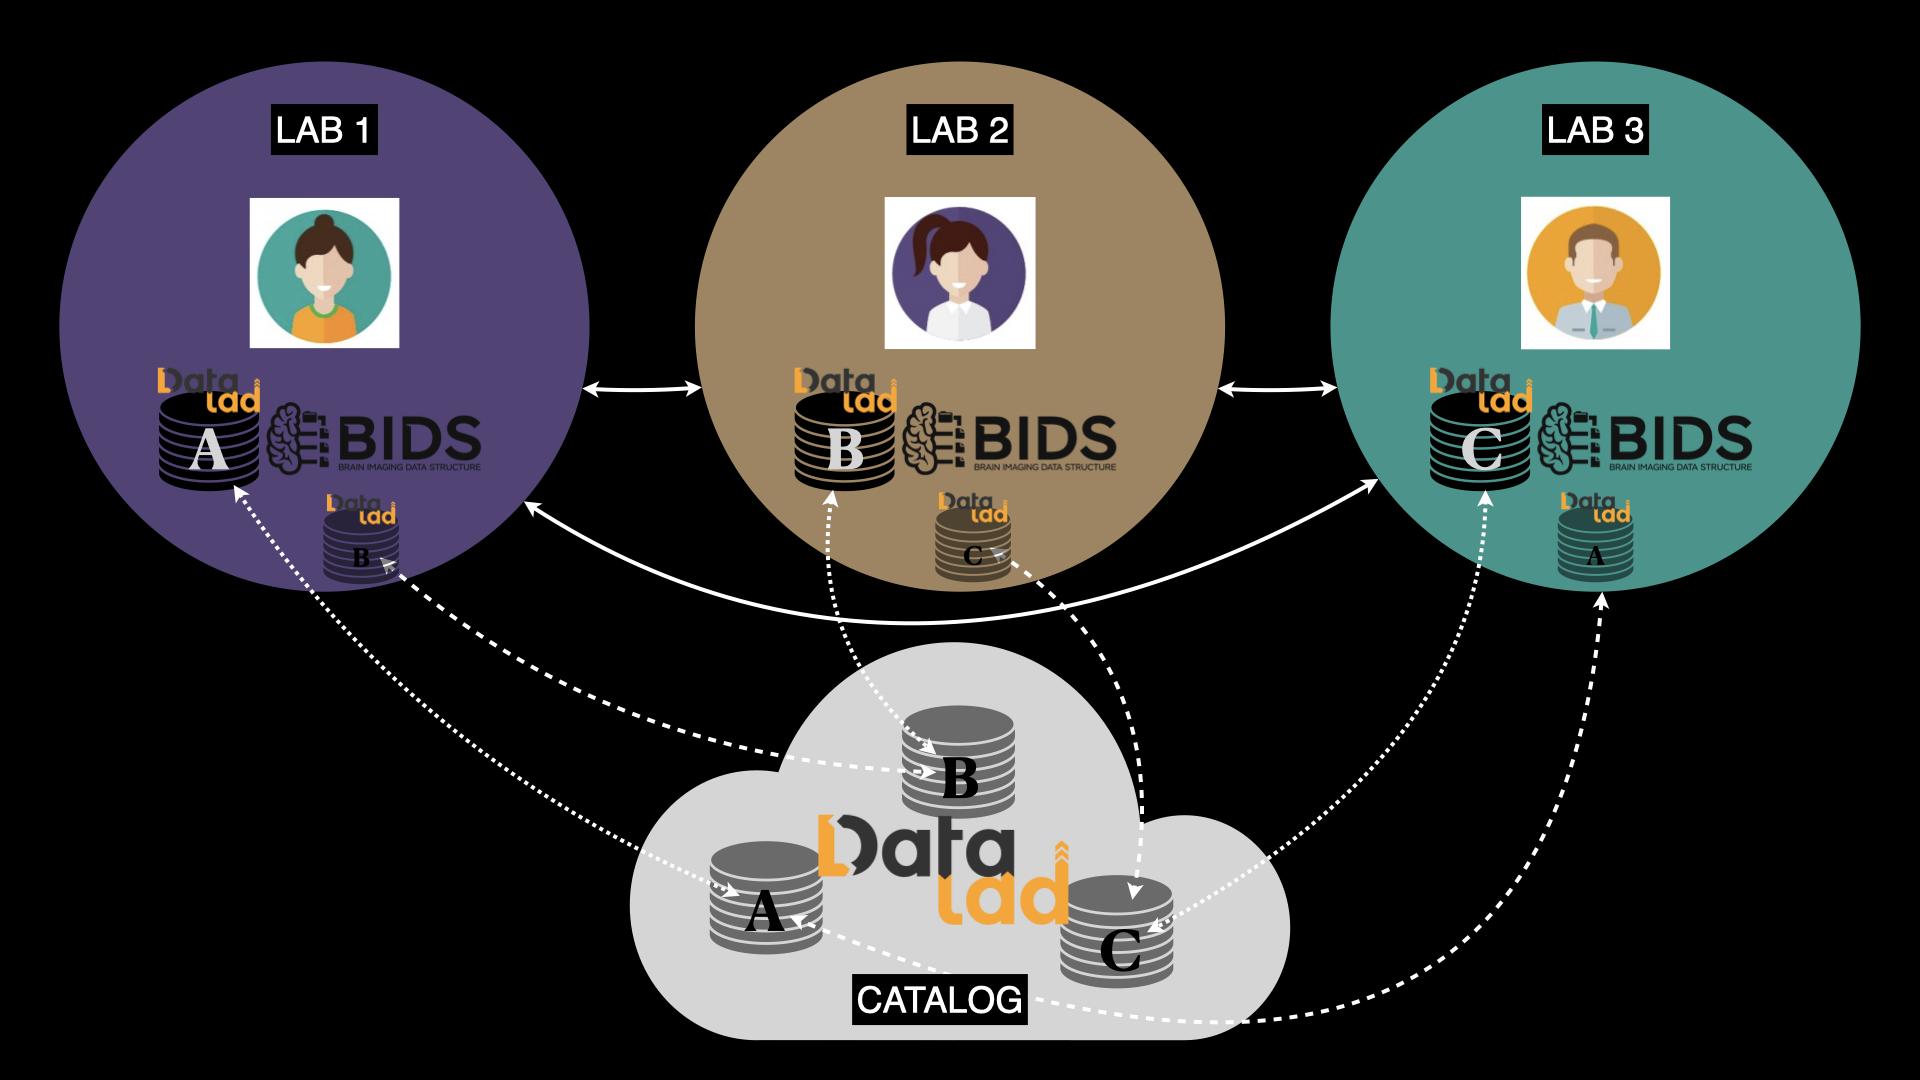 LAB 1
LAB 2
LAB 3
Data
lad
A
BIDS
BRAIN IMAGING DATA STRUCTURE
Data
lad
B
Data
lad
B
BIDS
BRAIN IMAGING DATA STRUCTURE
Data
lad
C
Data
lad
C
BIDS
BRAIN IMAGING DATA STRUCTURE
Data
lad
A
B
Data
lad
A
C
CATALOG